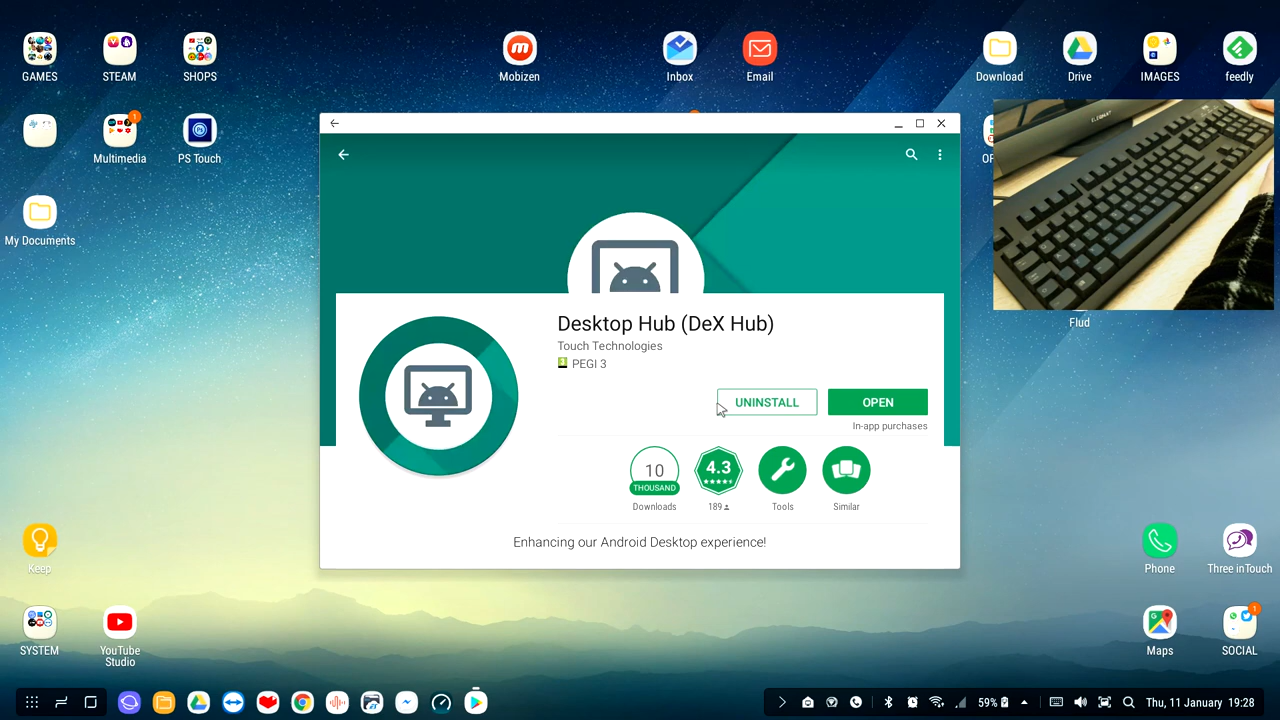 GAMES
STEAM
SHOPS
Mobizen
Inbox
Email
Download
Drive
IMAGES
feedly
1
Multimedia
PS Touch
My Documents
ELEMENT
Flud
Desktop Hub (DeX Hub)
Touch Technologies
PEGI 3
UNINSTALL
OPEN
In-app purchases
10
THOUSAND
Downloads
4.3
189
Tools
Similar
Enhancing our Android Desktop experience!
Keep
Phone
Three inTouch
1
SYSTEM
YouTube
Studio
Maps
SOCIAL
59%
Thu, 11 January
19:28